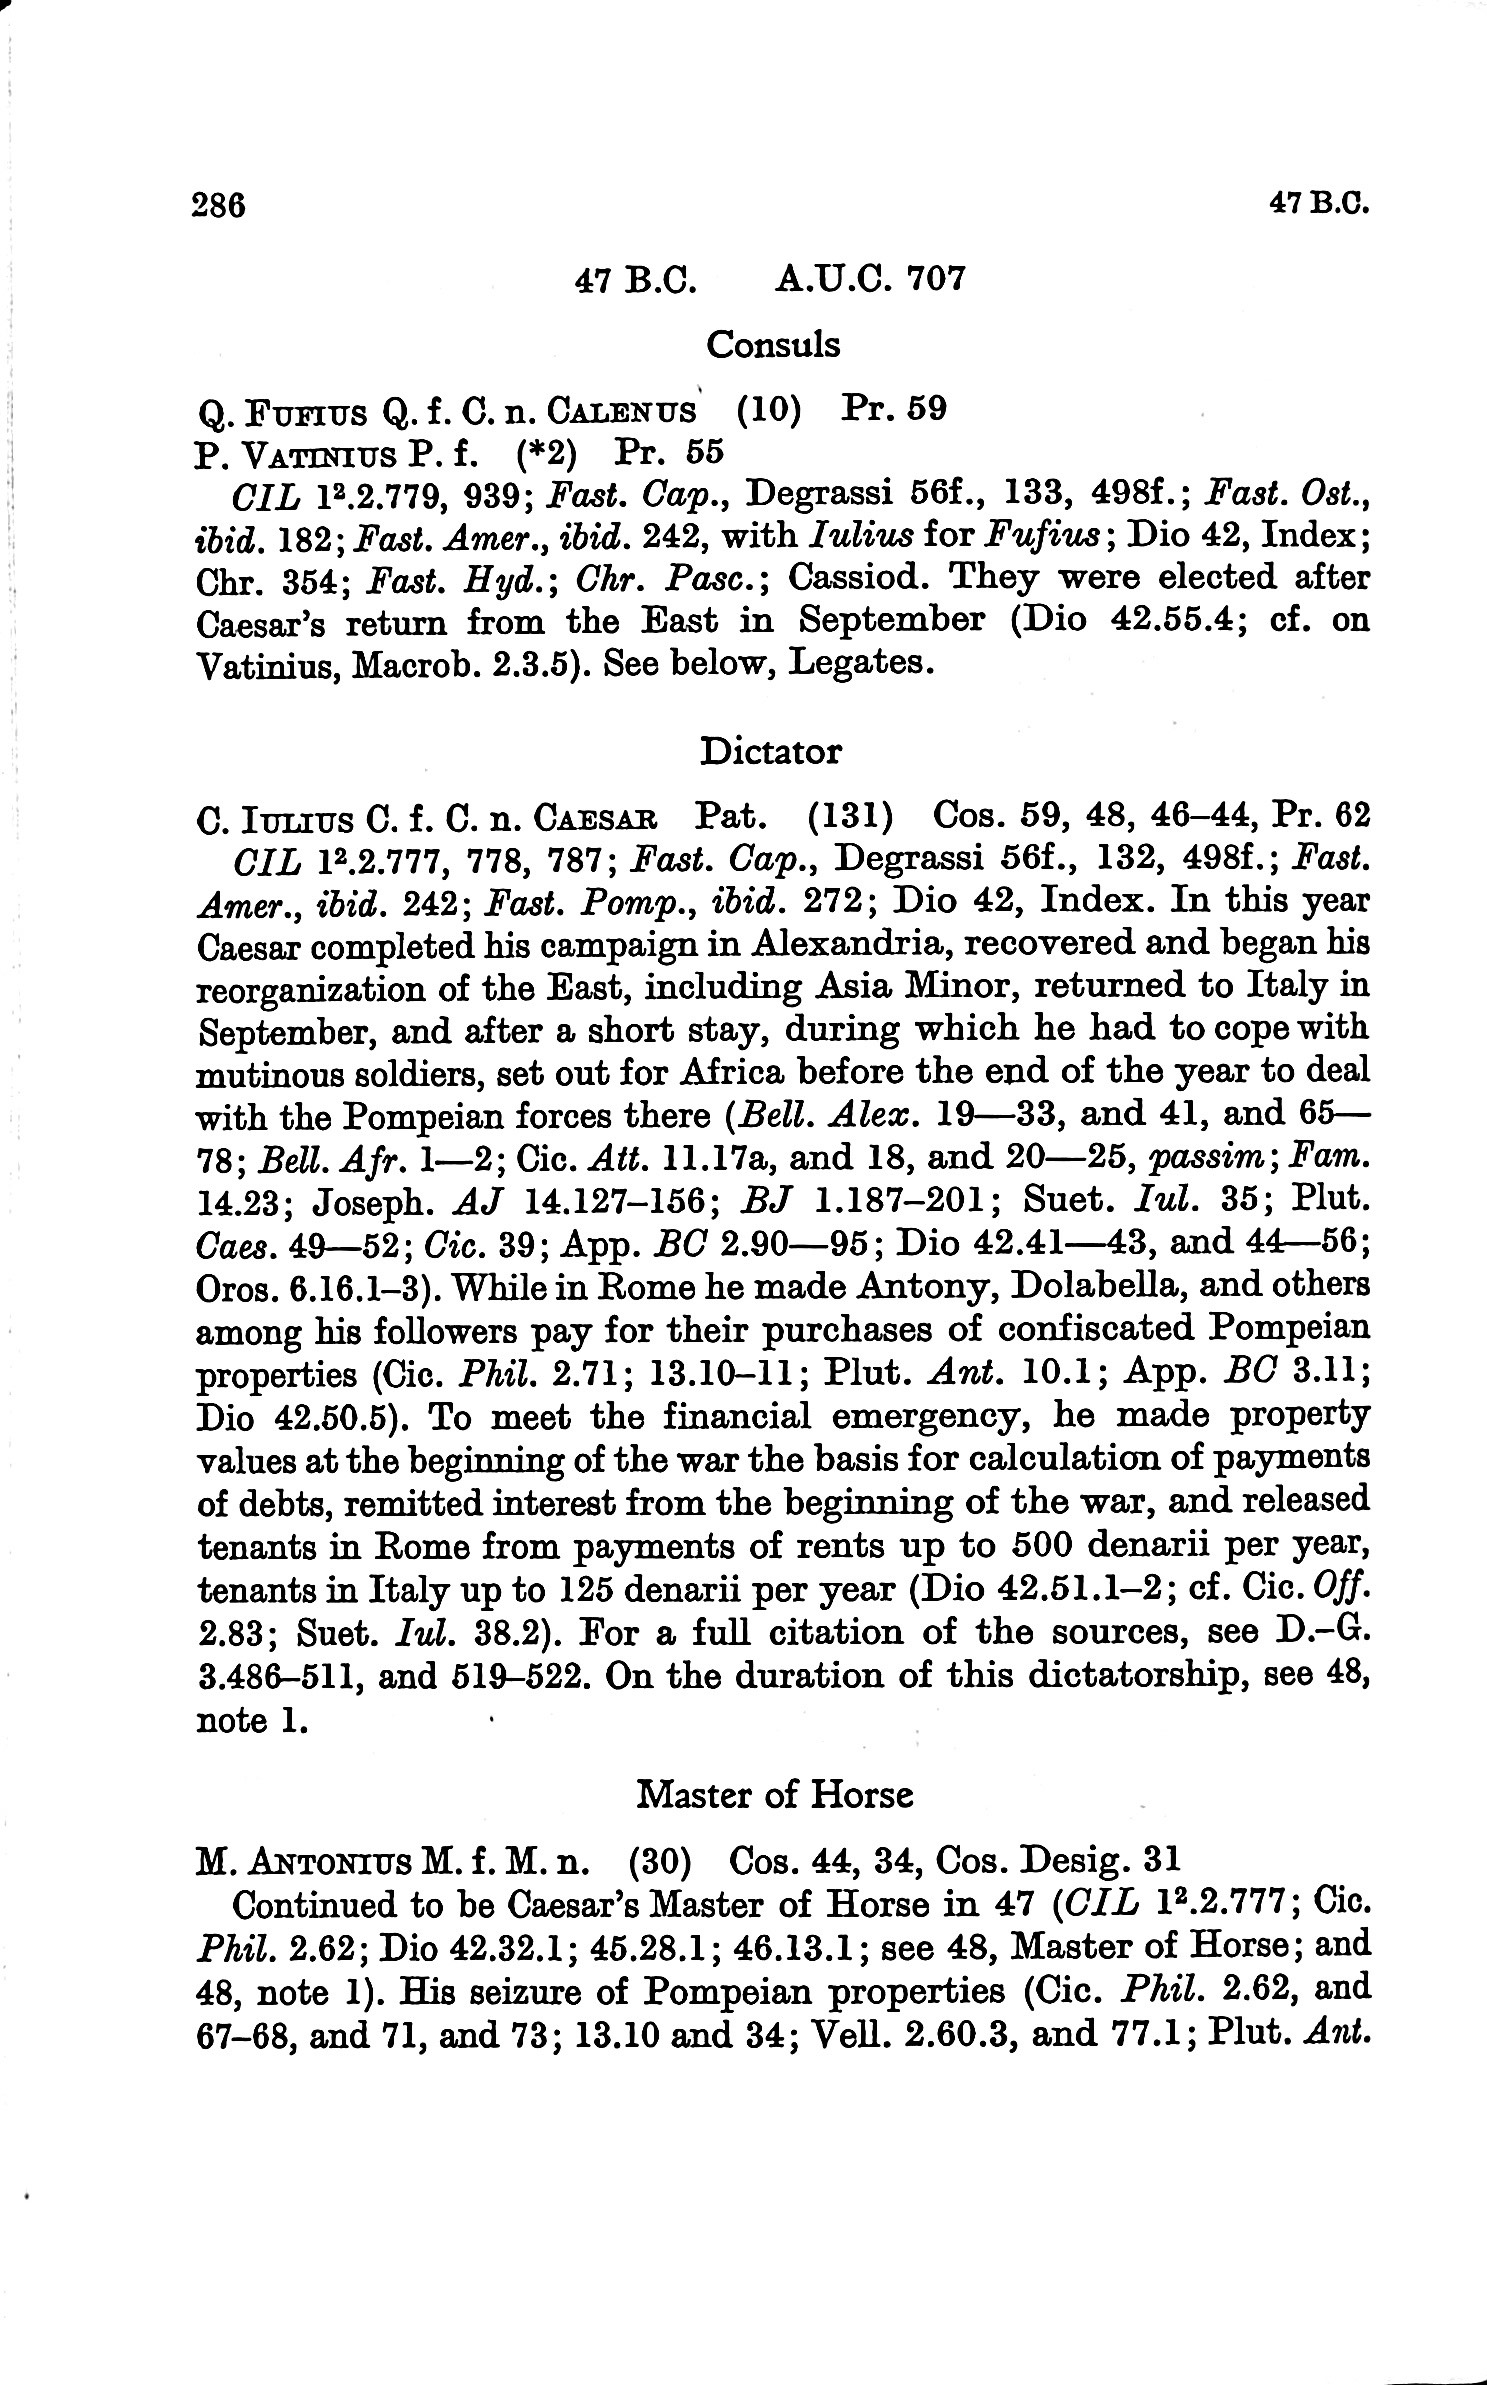 286 47 B.C.
47 B.C. A.U.C. 707
Consuls
Q. FUFIUS Q. f. C. n. CALENUS (10) Pr. 59
P. VATINIUS P. f. (*2) Pr. 55
CIL 1².2.779, 939; Fast. Cap., Degrassi 56f., 133, 498f.; Fast. Ost.,
ibid. 182; Fast. Amer., ibid. 242, with Iulius for Fufius; Dio 42, Index;
Chr. 354; Fast. Hyd.; Chr. Pasc.; Cassiod. They were elected after
Caesar's return from the East in September (Dio 42.55.4; cf. on
Vatinius, Macrob. 2.3.5). See below, Legates.
Dictator
C. IULIUS C. f. C. n. CAESAR Pat. (131) Cos. 59, 48, 46–44, Pr. 62
CIL 1².2.777, 778, 787; Fast. Cap., Degrassi 56f., 132, 498f.; Fast.
Amer., ibid. 242; Fast. Pomp., ibid. 272; Dio 42, Index. In this year
Caesar completed his campaign in Alexandria, recovered and began his
reorganization of the East, including Asia Minor, returned to Italy in
September, and after a short stay, during which he had to cope with
mutinous soldiers, set out for Africa before the end of the year to deal
with the Pompeian forces there (Bell. Alex. 19—33, and 41, and 65—
78; Bell. Afr. 1—2; Cic. Att. 11.17a, and 18, and 20—25, passim; Fam.
14.23; Joseph. AJ 14.127–156; BJ 1.187–201; Suet. Iul. 35; Plut.
Caes. 49—52; Cic. 39; App. BC 2.90—95; Dio 42.41—43, and 44—56;
Oros. 6.16.1–3). While in Rome he made Antony, Dolabella, and others
among his followers pay for their purchases of confiscated Pompeian
properties (Cic. Phil. 2.71; 13.10–11; Plut. Ant. 10.1; App. BC 3.11;
Dio 42.50.5). To meet the financial emergency, he made property
values at the beginning of the war the basis for calculation of payments
of debts, remitted interest from the beginning of the war, and released
tenants in Rome from payments of rents up to 500 denarii per year,
tenants in Italy up to 125 denarii per year (Dio 42.51.1–2; cf. Cic. Off.
2.83; Suet. Iul. 38.2). For a full citation of the sources, see D.–G.
3.486–511, and 519–522. On the duration of this dictatorship, see 48,
note 1.
Master of Horse
M. ANTONIUS M. f. M. n. (30) Cos. 44, 34, Cos. Desig. 31
Continued to be Caesar's Master of Horse in 47 (CIL 1².2.777; Cic.
Phil. 2.62; Dio 42.32.1; 45.28.1; 46.13.1; see 48, Master of Horse; and
48, note 1). His seizure of Pompeian properties (Cic. Phil. 2.62, and
67–68, and 71, and 73; 13.10 and 34; Vell. 2.60.3, and 77.1; Plut. Ant.